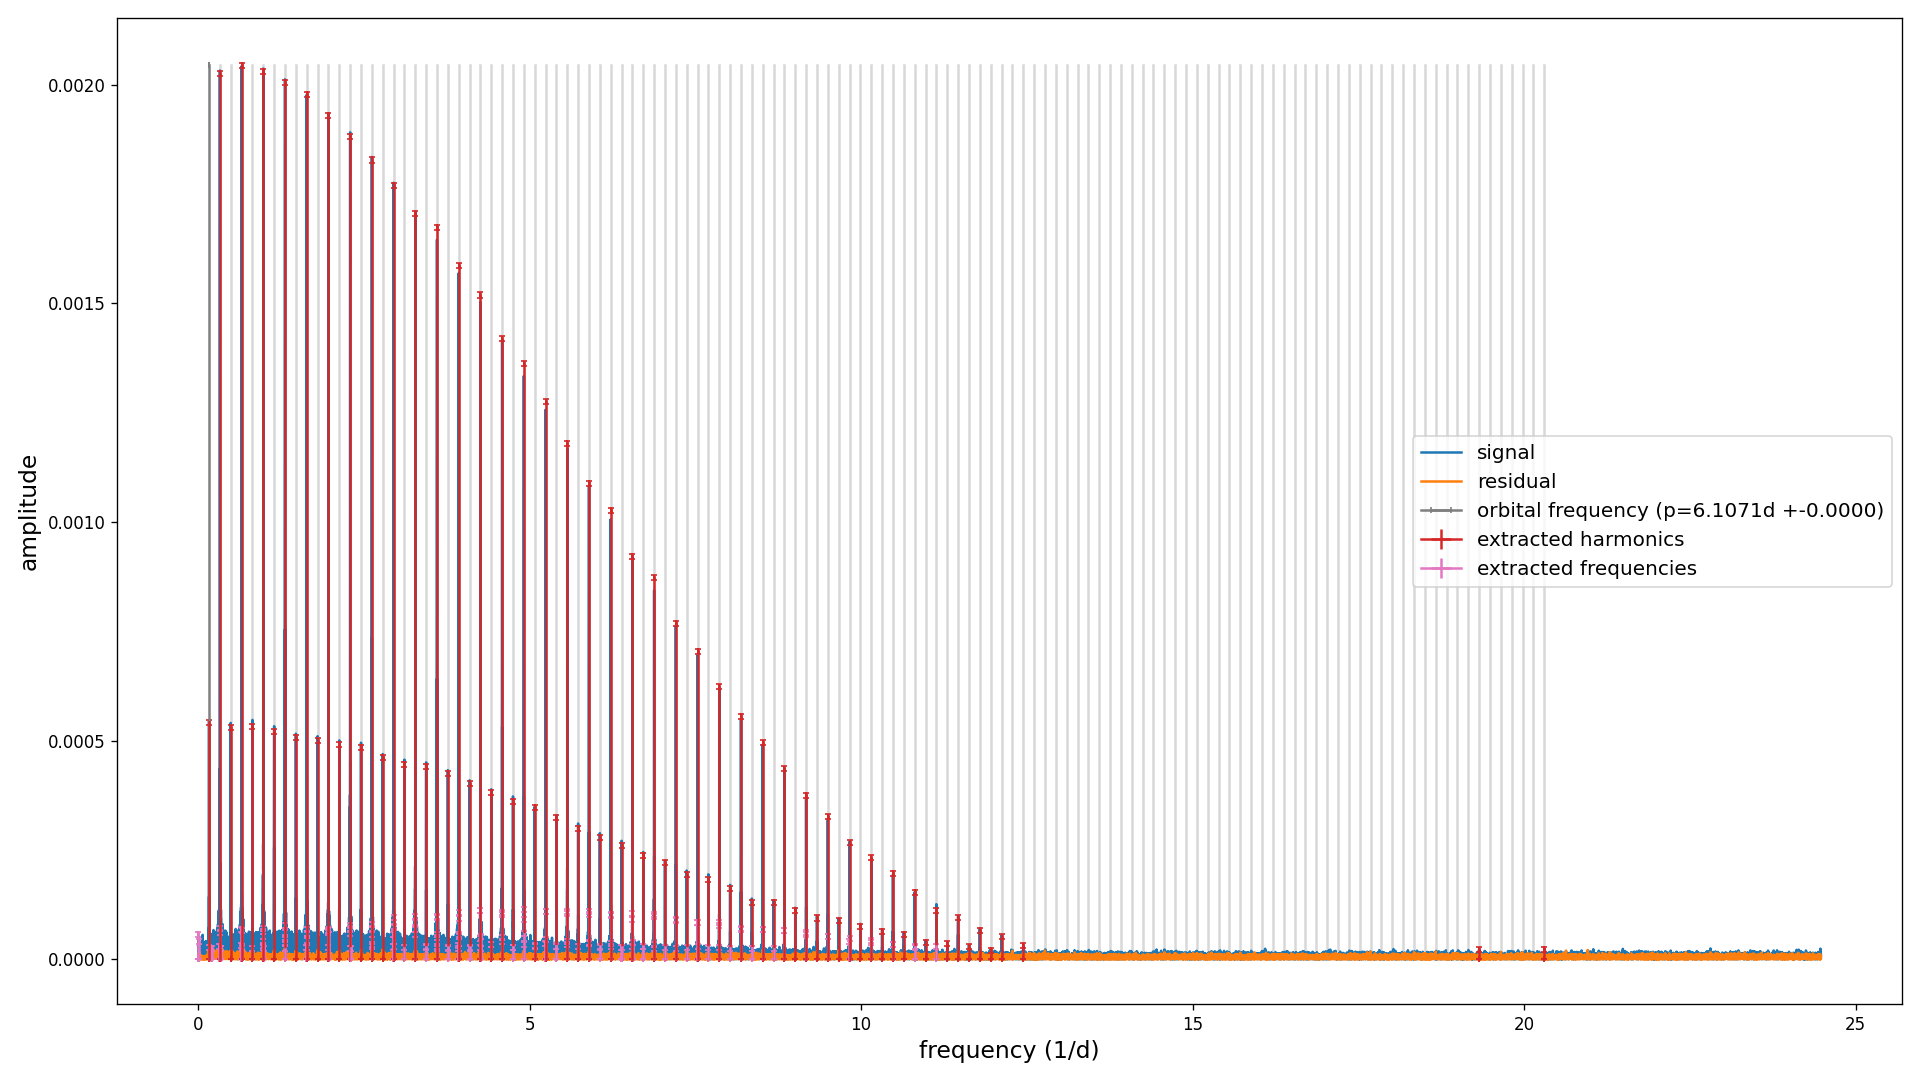 0.0020
0.0015
0.0010
0.0005
0.0000
amplitude
signal
residual
orbital frequency (p=6.1071d +-0.0000)
extracted harmonics
extracted frequencies
0 5 10 15 20 25
frequency (1/d)